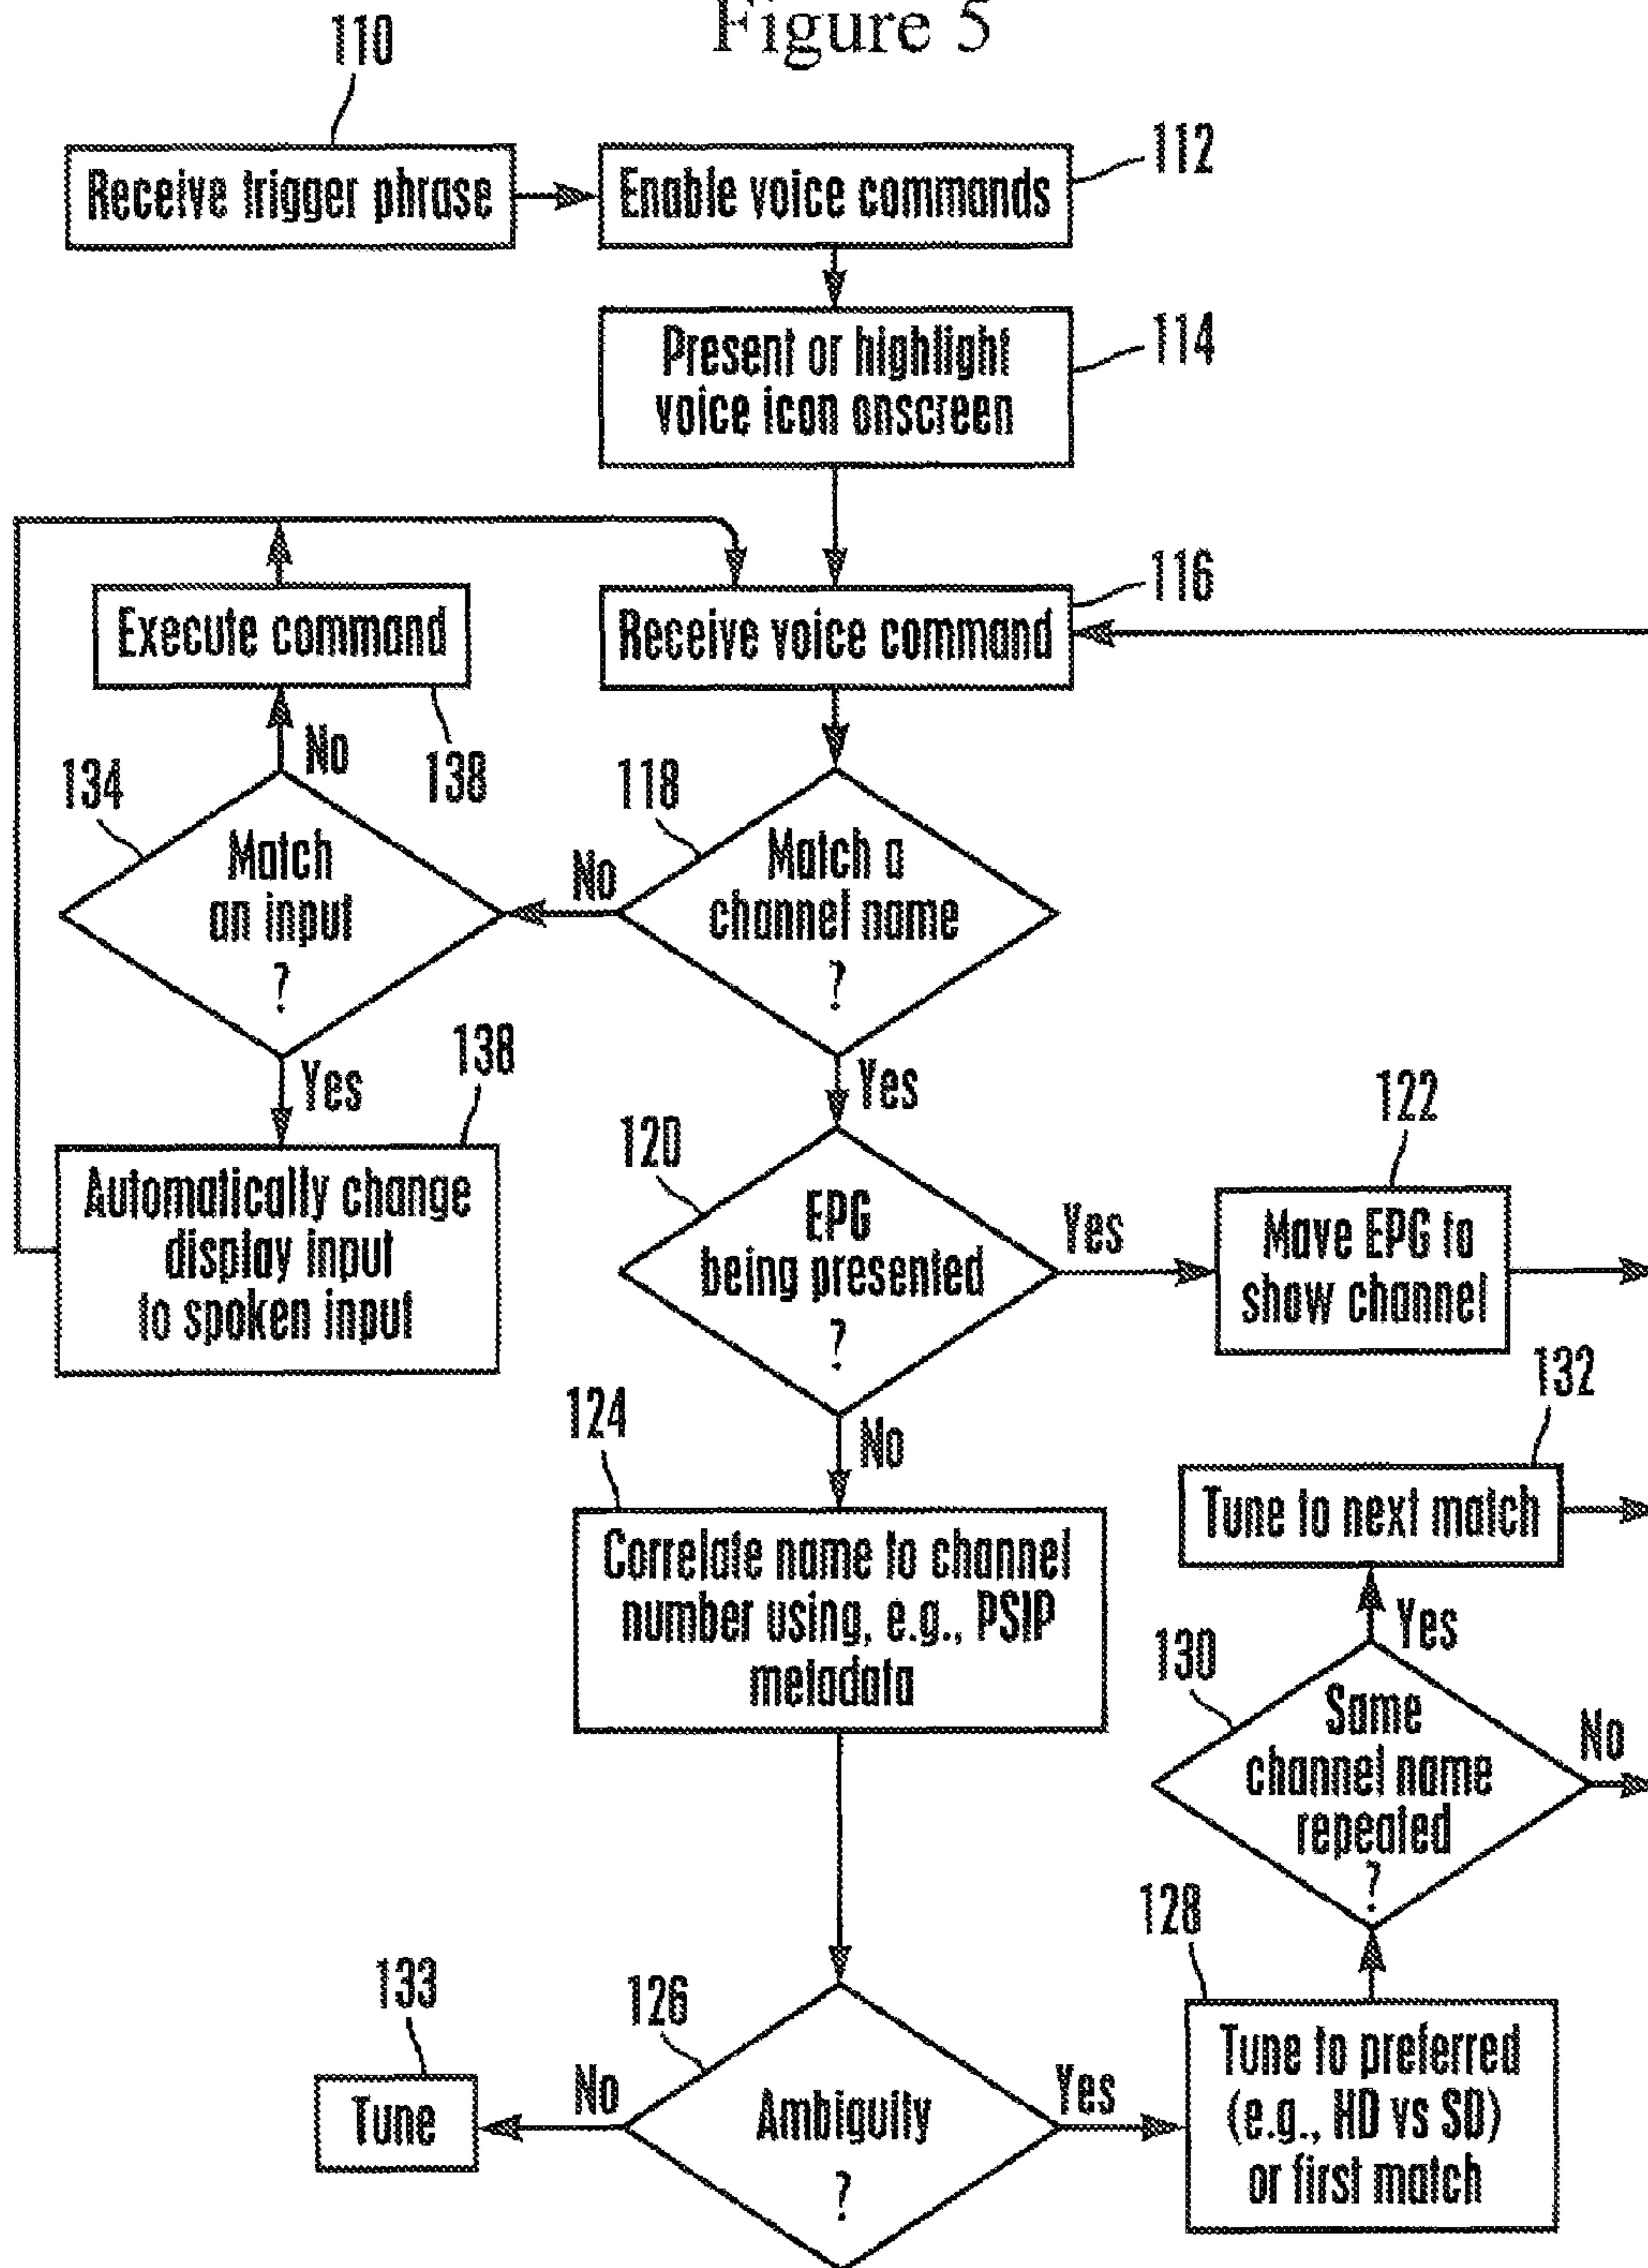 Figure 5
110
Receive trigger phrase
Enable voice commands
112
Present or highlight
voice icon onscreen
114
Execute command
138
Receive voice command
116
No
134
Match
an input
?
No
118
Match a
channel name
?
Yes
138
Automatically change
display input
to spoken input
Yes
120
EPG
being presented
?
Yes
122
Move EPG to
show channel
No
124
Correlate name to channel
number using, e.g., PSIP
metadata
132
Tune to next match
Yes
130
Same
channel name
repeated
?
No
133
Tune
No
126
Ambiguity
?
Yes
128
Tune to preferred
(e.g., HD vs SD)
or first match